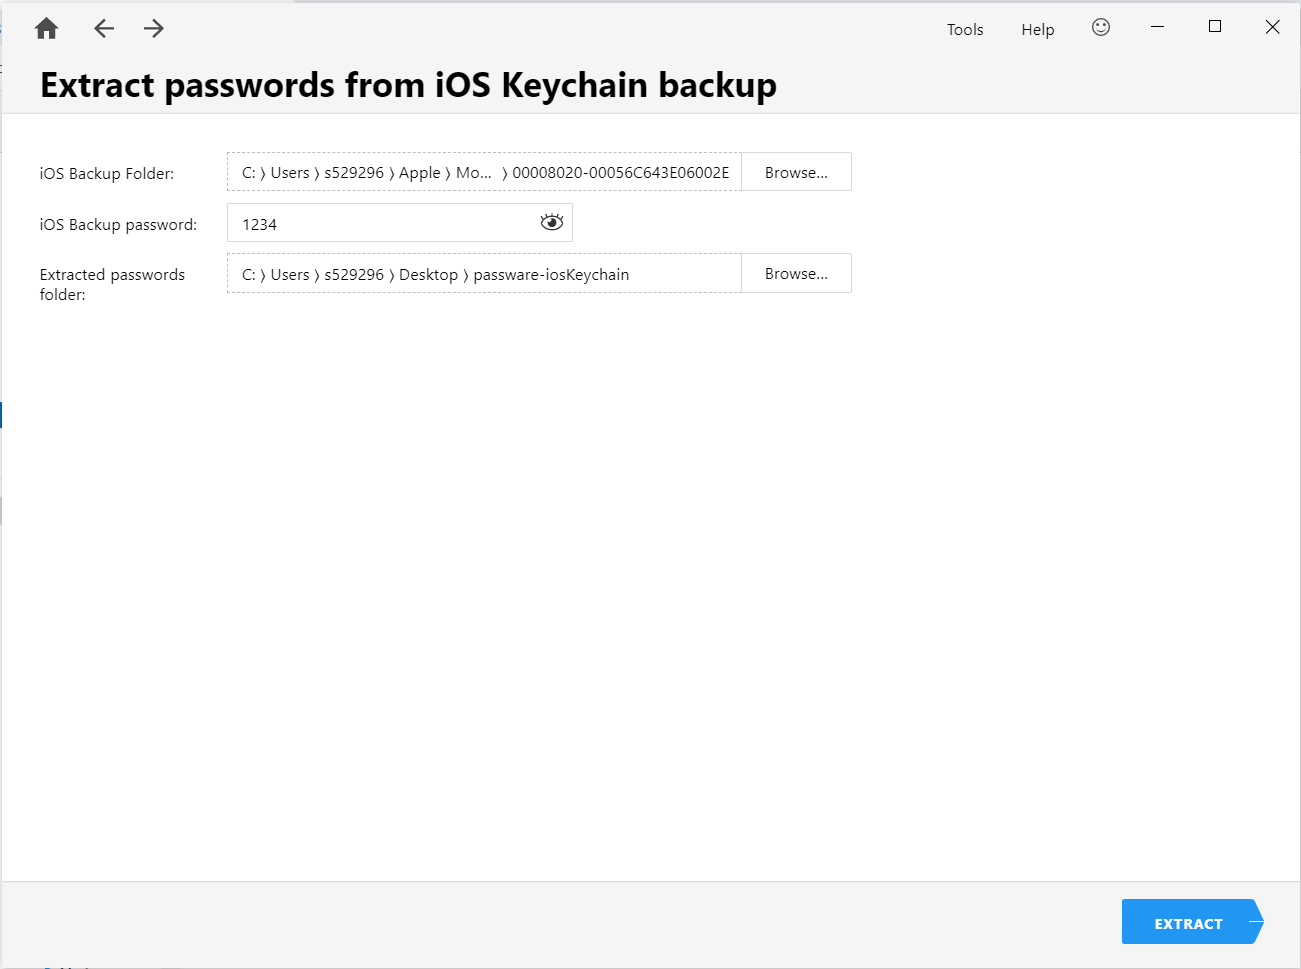 Tools Help
Extract passwords from iOS Keychain backup
iOS Backup Folder: C: ⟩ Users ⟩ s529296 ⟩ Apple ⟩ Mo... ⟩ 00008020-00056C643E06002E Browse...
iOS Backup password: 1234
Extracted passwords folder: C: ⟩ Users ⟩ s529296 ⟩ Desktop ⟩ passware-iosKeychain Browse...
EXTRACT